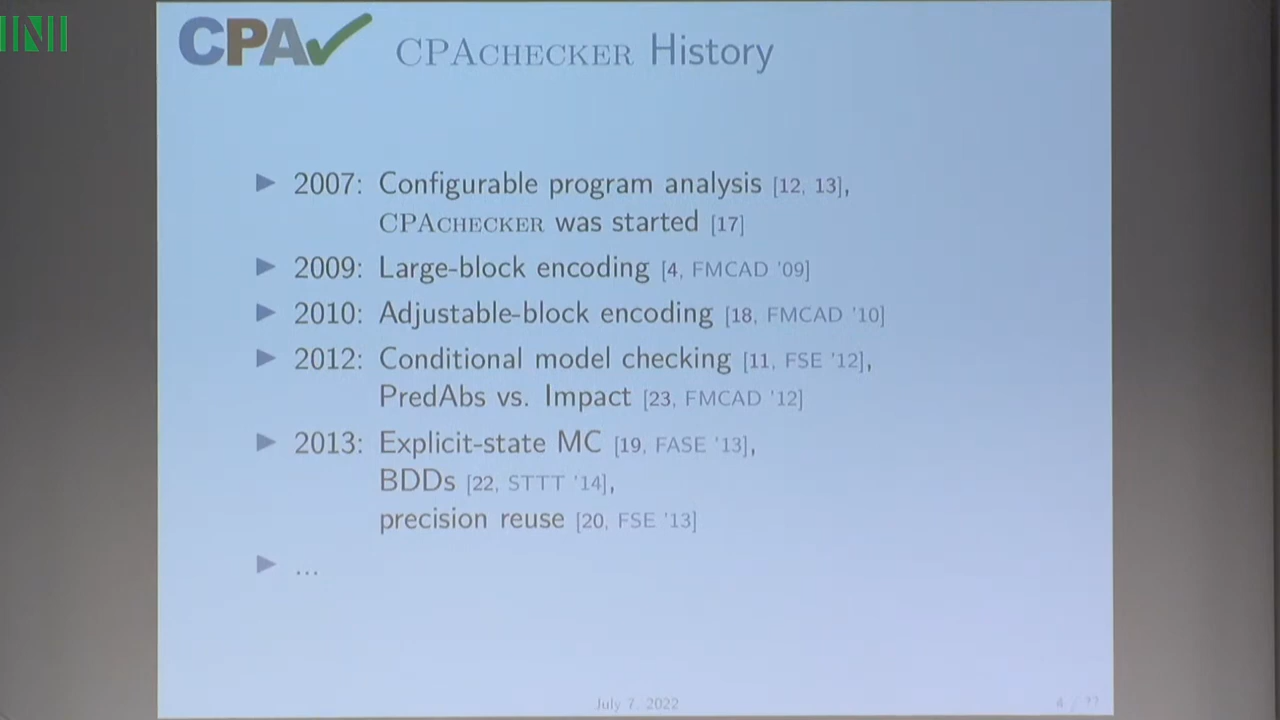 INI
CPA
CPACHECKER History
2007: Configurable program analysis [12, 13],
CPACHECKER was started [17]
2009: Large-block encoding [4, FMCAD '09]
2010: Adjustable-block encoding [18, FMCAD '10]
2012: Conditional model checking [11, FSE '12],
PredAbs vs. Impact [23, FMCAD '12]
2013: Explicit-state MC [19, FASE '13],
BDDs [22, STTT '14],
precision reuse [20, FSE '13]
...
July 7, 2022
4 / ??